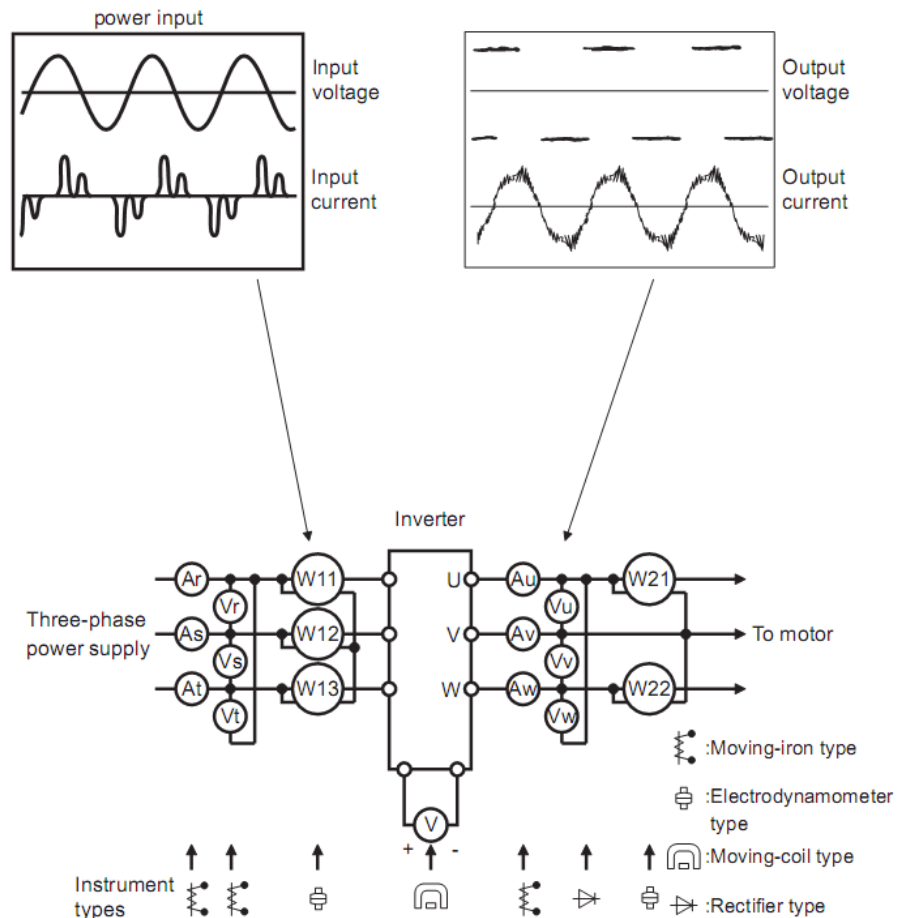 power input
Input
voltage
Input
current
Output
voltage
Output
current
Inverter
Three-phase
power supply
Ar
As
At
Vr
Vs
Vt
W11
W12
W13
U
V
W
Au
Av
Aw
Vu
Vv
Vw
W21
W22
To motor
V
+ -
:Moving-iron type
:Electrodynamometer
type
:Moving-coil type
:Rectifier type
Instrument
types